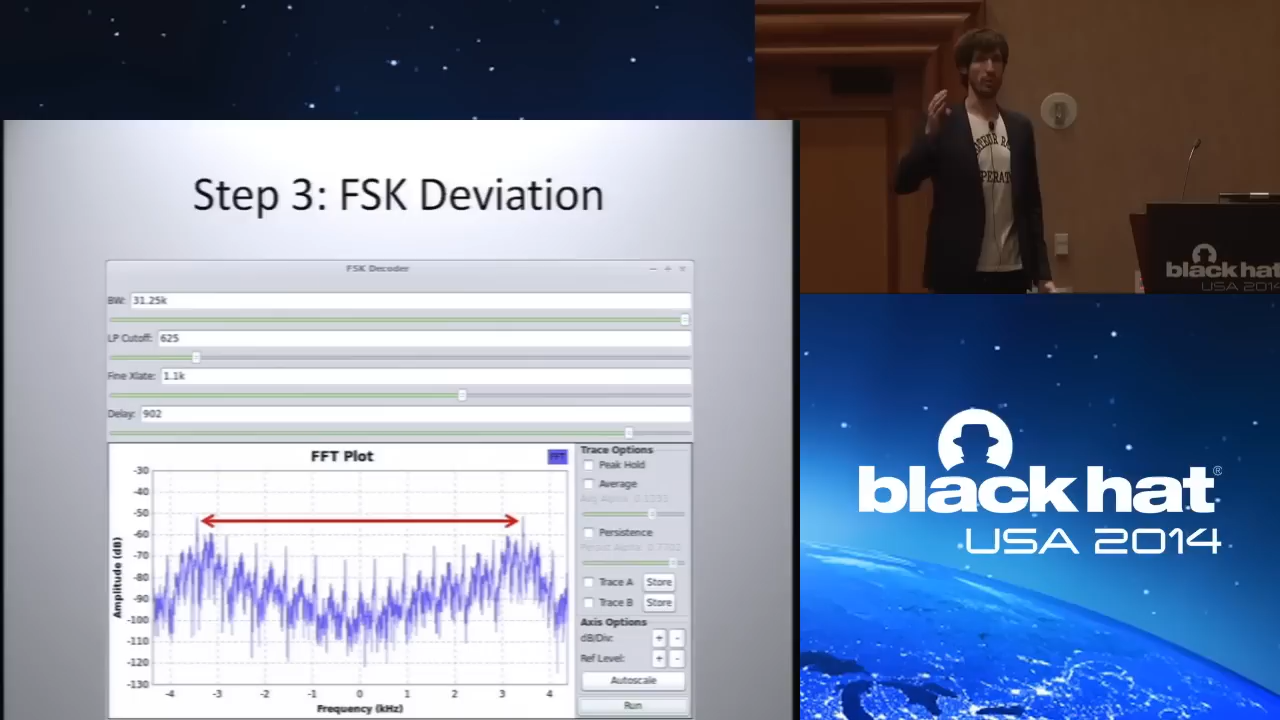 Step 3: FSK Deviation
FSK Decoder
BW: 31.25k
LP Cutoff: 625
Fine Xlate: 1.1k
Delay: 902
FFT Plot
FFT
Amplitude (dB)
-30
-40
-50
-60
-70
-80
-90
-100
-110
-120
-130
-4 -3 -2 -1 0 1 2 3 4
Frequency (kHz)
Trace Options
Peak Hold
Average
Persistence
Trace A Store
Trace B Store
Axis Options
dB/Div: + -
Ref Level: + -
Autoscale
Run
black hat
USA 2014
black hat®
USA 2014